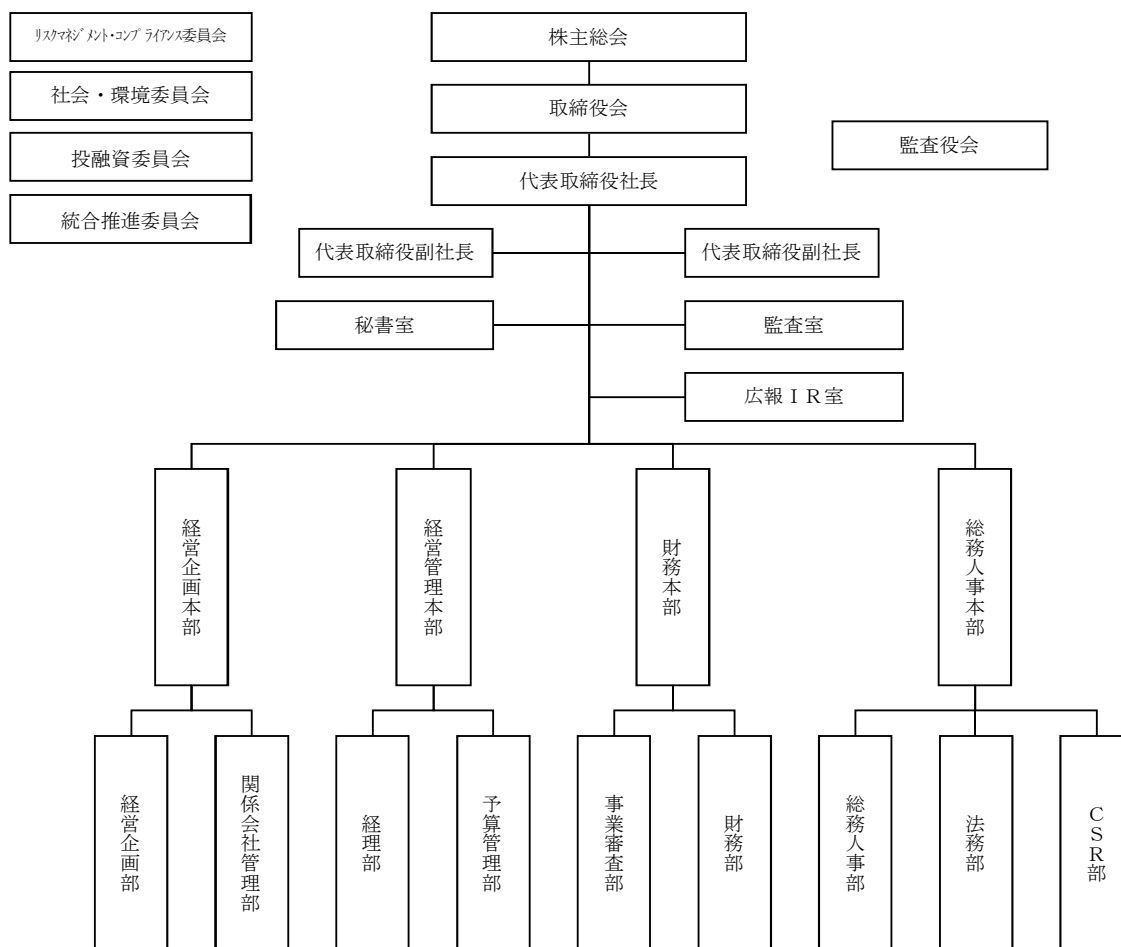 リスクマネジメント・コンプライアンス委員会
社会・環境委員会
投融資委員会
統合推進委員会
株主総会
取締役会
代表取締役社長
監査役会
代表取締役副社長
代表取締役副社長
秘書室
監査室
広報ＩＲ室
経営企画本部
経営管理本部
財務本部
総務人事本部
経営企画部
関係会社管理部
経理部
予算管理部
事業審査部
財務部
総務人事部
法務部
ＣＳＲ部